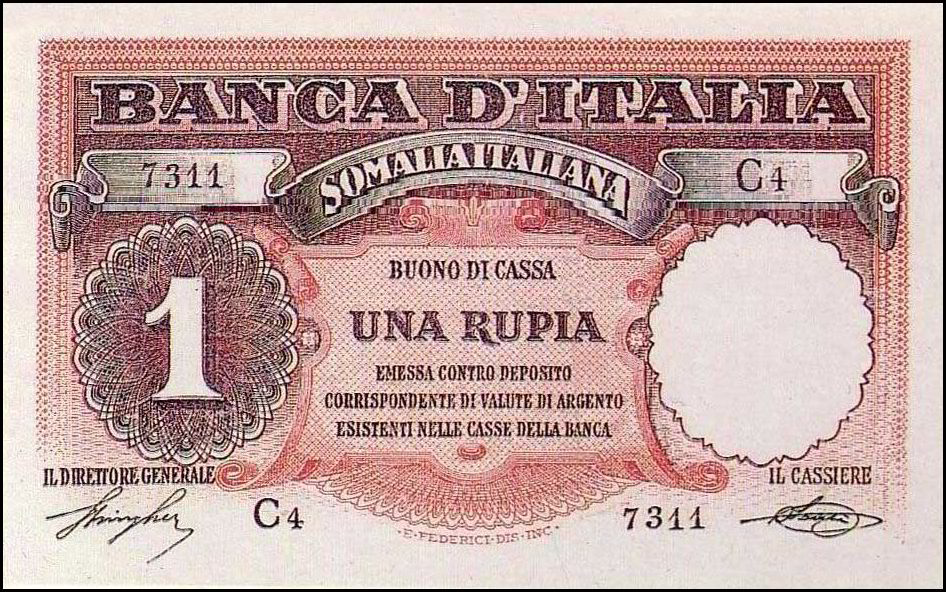 BANCA D'ITALIA
7311
SOMALIA ITALIANA
C4
1
BUONO DI CASSA
UNA RUPIA
EMESSA CONTRO DEPOSITO
CORRISPONDENTE DI VALUTE DI ARGENTO
ESISTENTI NELLE CASSE DELLA BANCA
IL DIRETTORE GENERALE
IL CASSIERE
C4
7311
E·FEDERICI·DIS·INC·